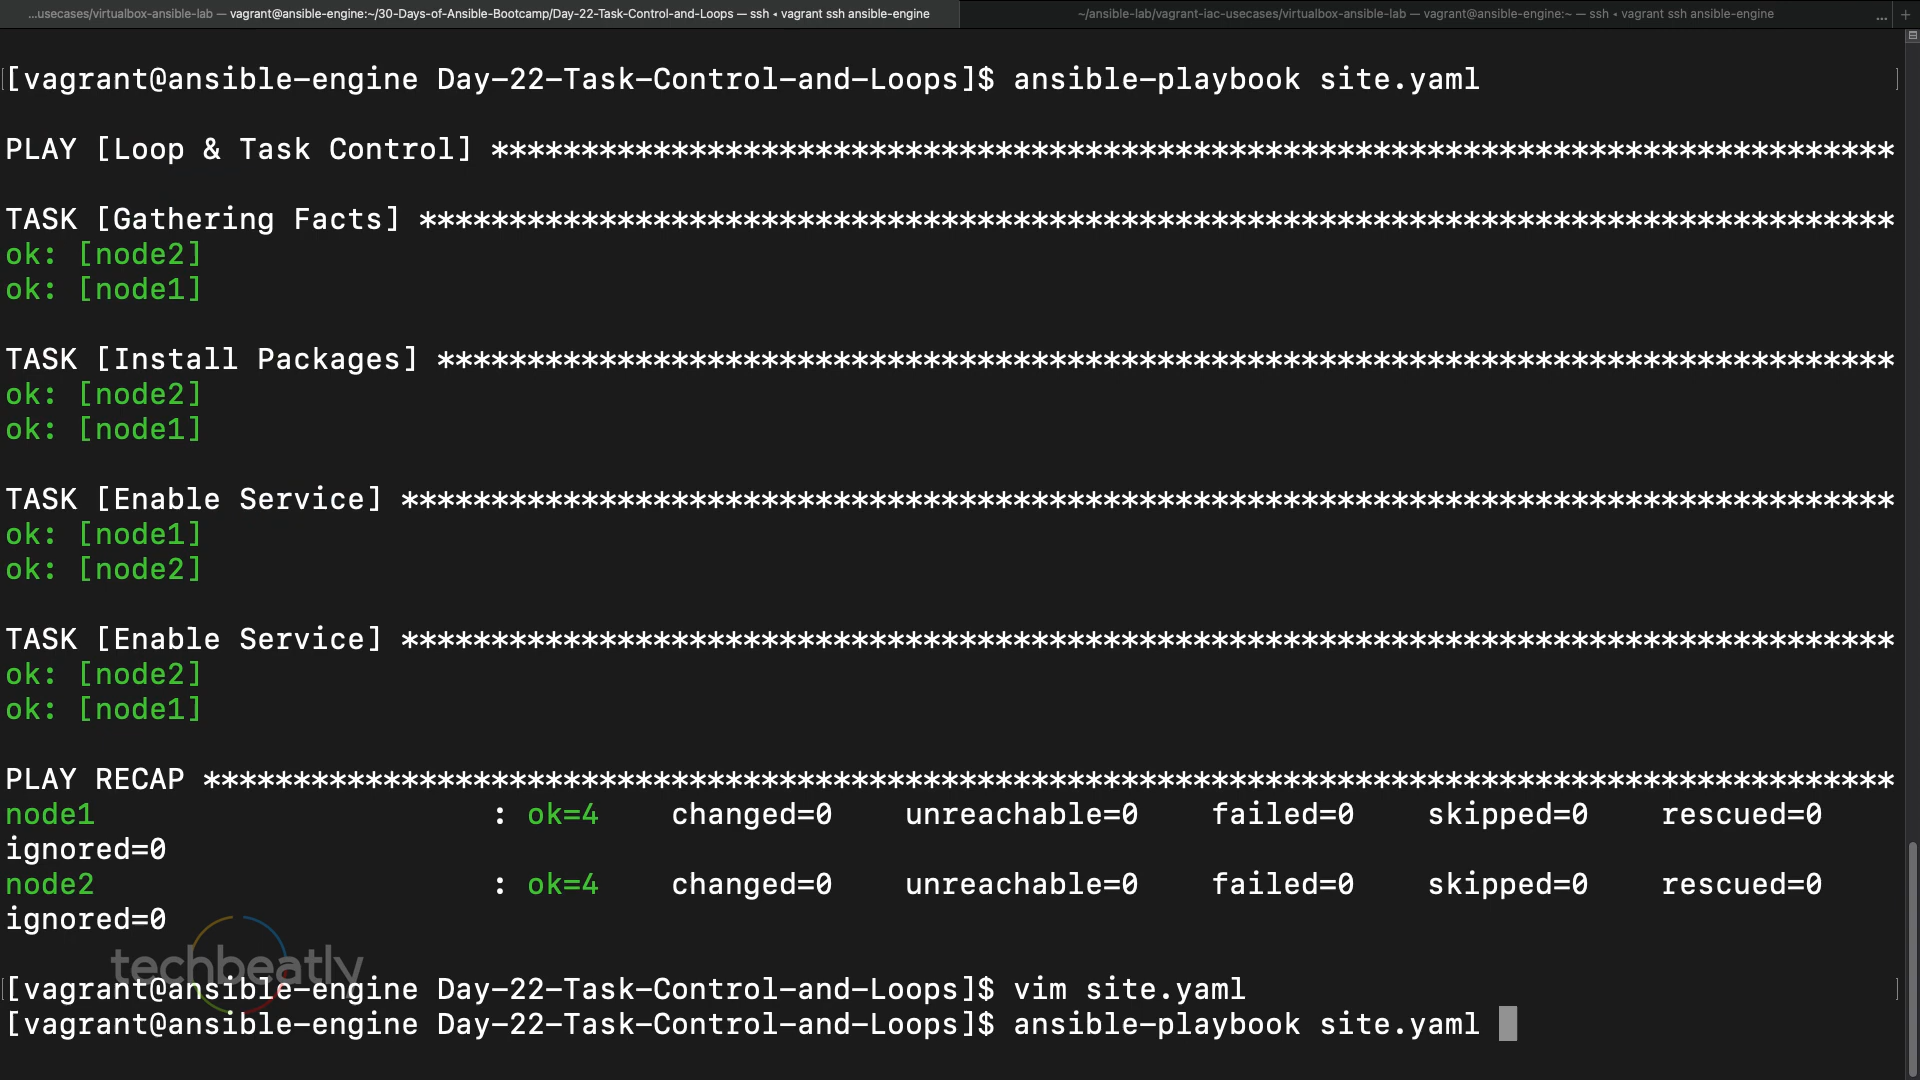 ...usecases/virtualbox-ansible-lab — vagrant@ansible-engine:~/30-Days-of-Ansible-Bootcamp/Day-22-Task-Control-and-Loops — ssh ◂ vagrant ssh ansible-engine
~/ansible-lab/vagrant-iac-usecases/virtualbox-ansible-lab — vagrant@ansible-engine:~ — ssh ◂ vagrant ssh ansible-engine ... +
[vagrant@ansible-engine Day-22-Task-Control-and-Loops]$ ansible-playbook site.yaml
PLAY [Loop & Task Control] ******************************************************************************
TASK [Gathering Facts] **********************************************************************************
ok: [node2]
ok: [node1]
TASK [Install Packages] *********************************************************************************
ok: [node2]
ok: [node1]
TASK [Enable Service] ***********************************************************************************
ok: [node1]
ok: [node2]
TASK [Enable Service] ***********************************************************************************
ok: [node2]
ok: [node1]
PLAY RECAP **********************************************************************************************
node1                      : ok=4    changed=0    unreachable=0    failed=0    skipped=0    rescued=0
ignored=0
node2                      : ok=4    changed=0    unreachable=0    failed=0    skipped=0    rescued=0
ignored=0
techbeatly
[vagrant@ansible-engine Day-22-Task-Control-and-Loops]$ vim site.yaml
[vagrant@ansible-engine Day-22-Task-Control-and-Loops]$ ansible-playbook site.yaml